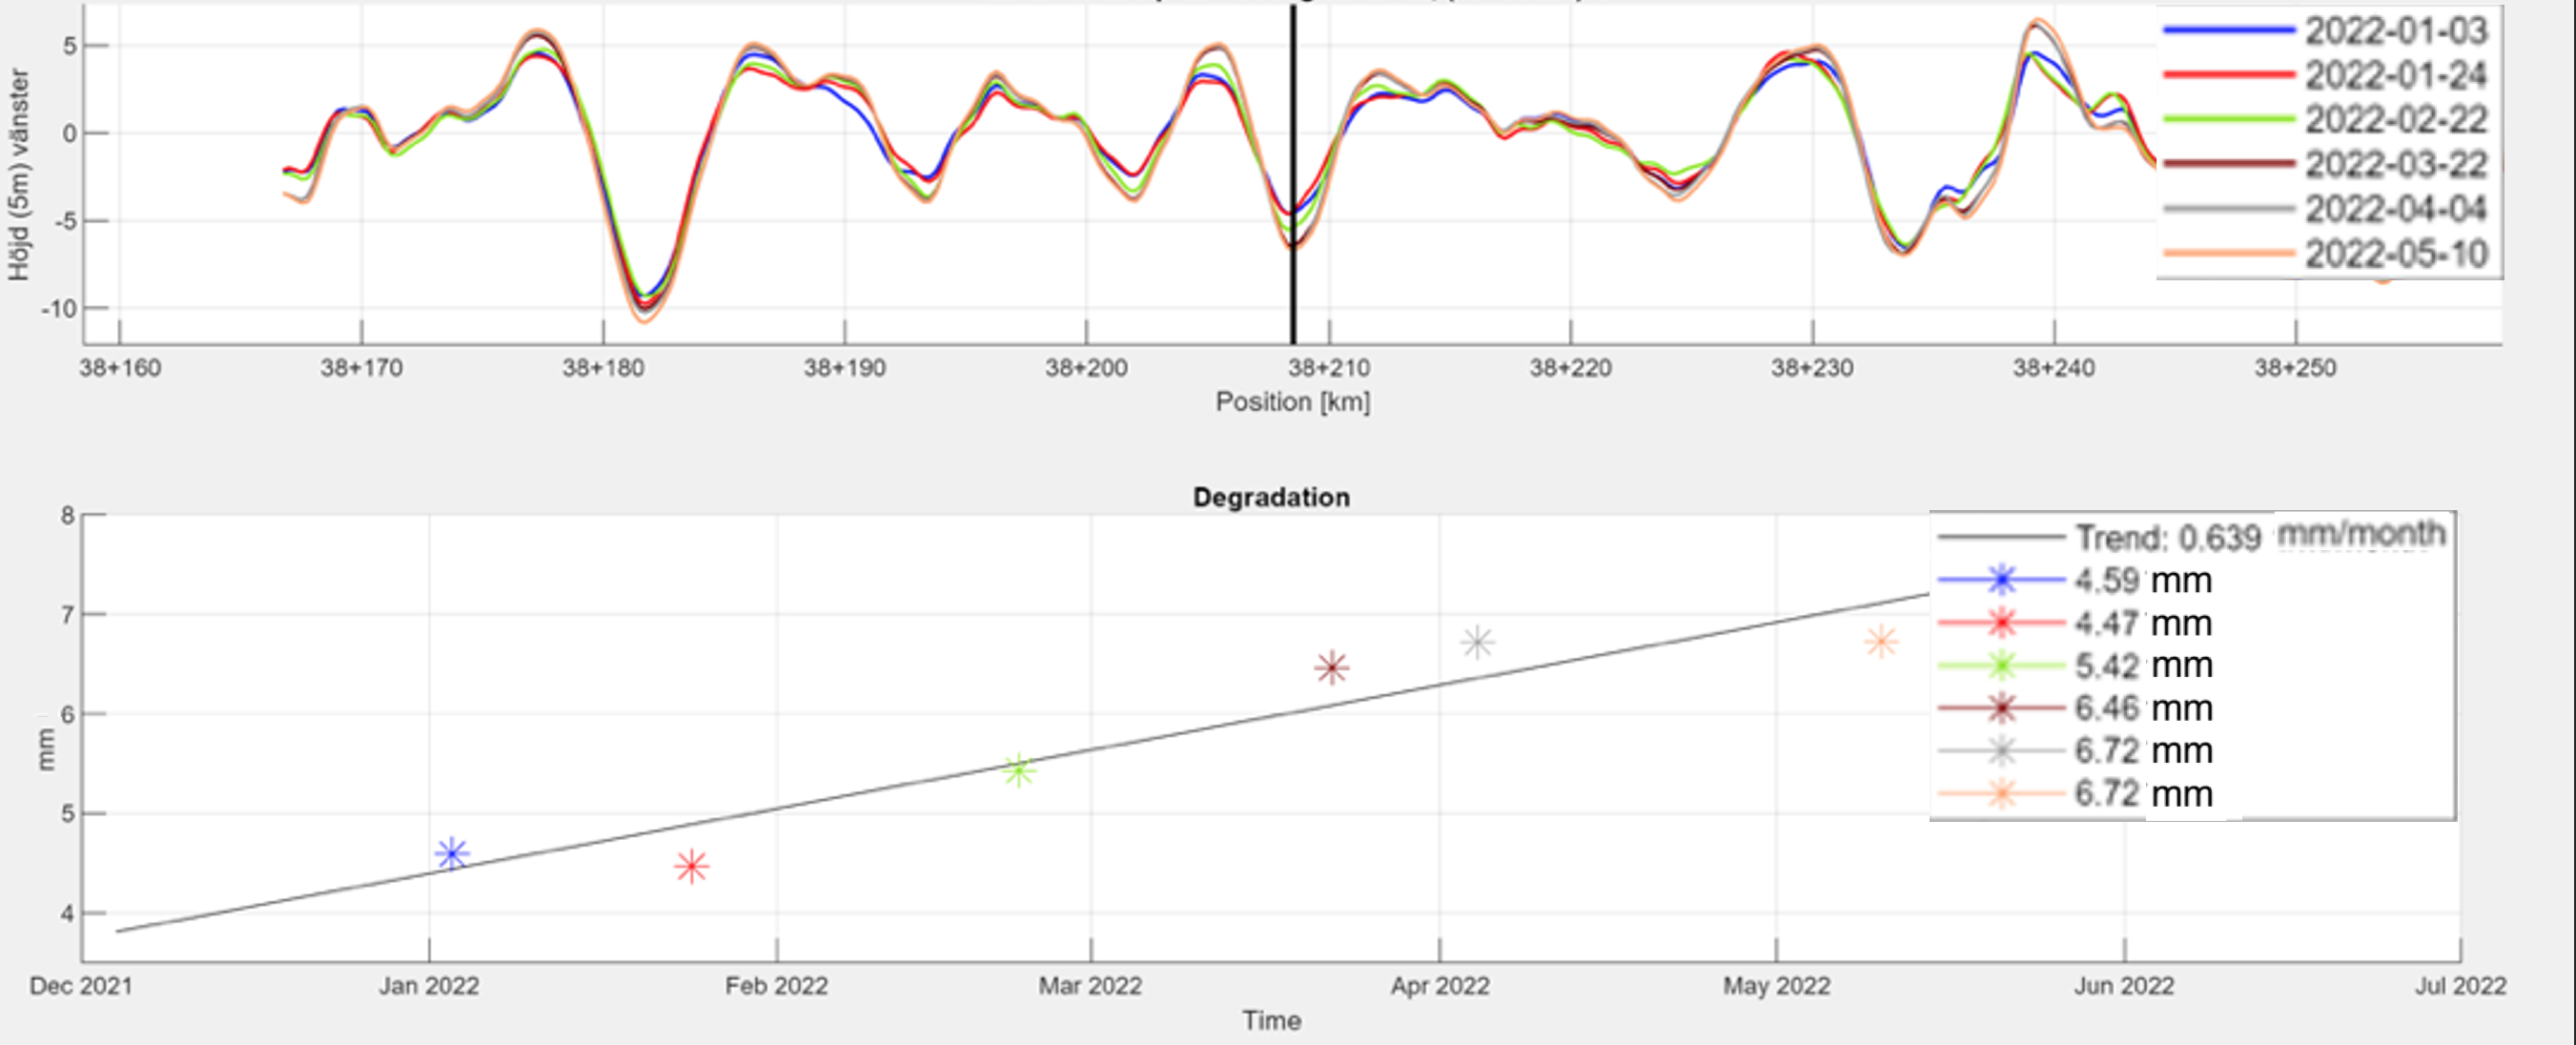 Höjd (5m) vänster
5
0
-5
-10
38+160 38+170 38+180 38+190 38+200 38+210 38+220 38+230 38+240 38+250
Position [km]
2022-01-03
2022-01-24
2022-02-22
2022-03-22
2022-04-04
2022-05-10
Degradation
mm
8
7
6
5
4
Dec 2021 Jan 2022 Feb 2022 Mar 2022 Apr 2022 May 2022 Jun 2022 Jul 2022
Time
Trend: 0.639 mm/month
4.59 mm
4.47 mm
5.42 mm
6.46 mm
6.72 mm
6.72 mm